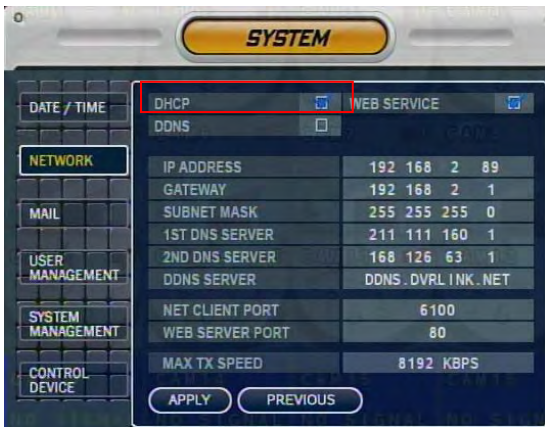 SYSTEM
DATE / TIME
NETWORK
MAIL
USER
MANAGEMENT
SYSTEM
MANAGEMENT
CONTROL
DEVICE
DHCP WEB SERVICE
DDNS
IP ADDRESS 192 168 2 89
GATEWAY 192 168 2 1
SUBNET MASK 255 255 255 0
1ST DNS SERVER 211 111 160 1
2ND DNS SERVER 168 126 63 1
DDNS SERVER DDNS.DVRLINK.NET
NET CLIENT PORT 6100
WEB SERVER PORT 80
MAX TX SPEED 8192 KBPS
APPLY PREVIOUS